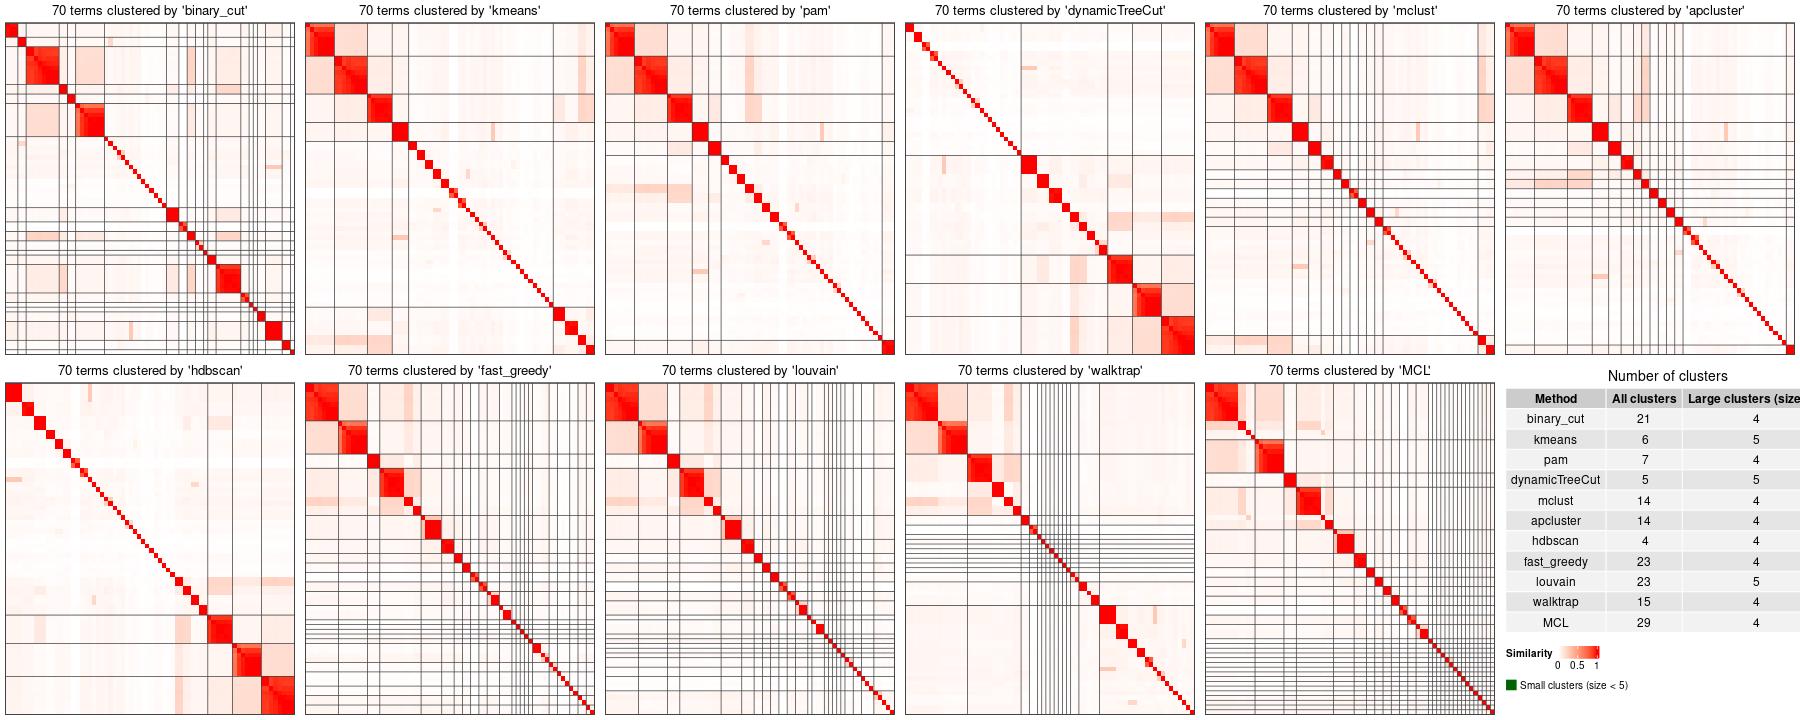 70 terms clustered by 'binary_cut'
70 terms clustered by 'kmeans'
70 terms clustered by 'pam'
70 terms clustered by 'dynamicTreeCut'
70 terms clustered by 'mclust'
70 terms clustered by 'apcluster'
70 terms clustered by 'hdbscan'
70 terms clustered by 'fast_greedy'
70 terms clustered by 'louvain'
70 terms clustered by 'walktrap'
70 terms clustered by 'MCL'
Number of clusters
Method All clusters Large clusters (size
binary_cut 21 4
kmeans 6 5
pam 7 4
dynamicTreeCut 5 5
mclust 14 4
apcluster 14 4
hdbscan 4 4
fast_greedy 23 4
louvain 23 5
walktrap 15 4
MCL 29 4
Similarity
0 0.5 1
Small clusters (size < 5)